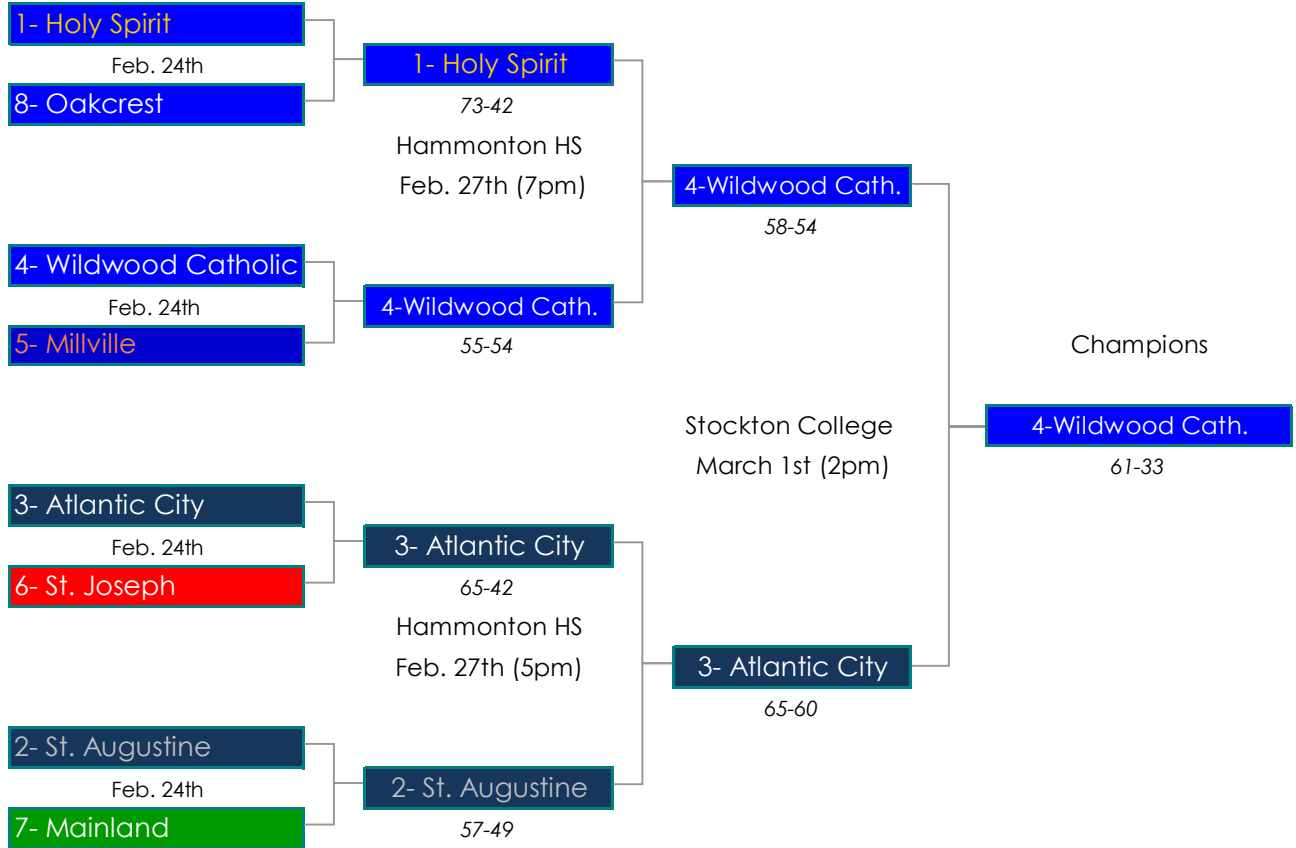 1- Holy Spirit
Feb. 24th
8- Oakcrest
1- Holy Spirit
73-42
Hammonton HS
Feb. 27th (7pm)
4- Wildwood Catholic
Feb. 24th
5- Millville
4-Wildwood Cath.
55-54
4-Wildwood Cath.
58-54
3- Atlantic City
Feb. 24th
6- St. Joseph
3- Atlantic City
65-42
Hammonton HS
Feb. 27th (5pm)
2- St. Augustine
Feb. 24th
7- Mainland
2- St. Augustine
57-49
3- Atlantic City
65-60
Stockton College
March 1st (2pm)
Champions
4-Wildwood Cath.
61-33